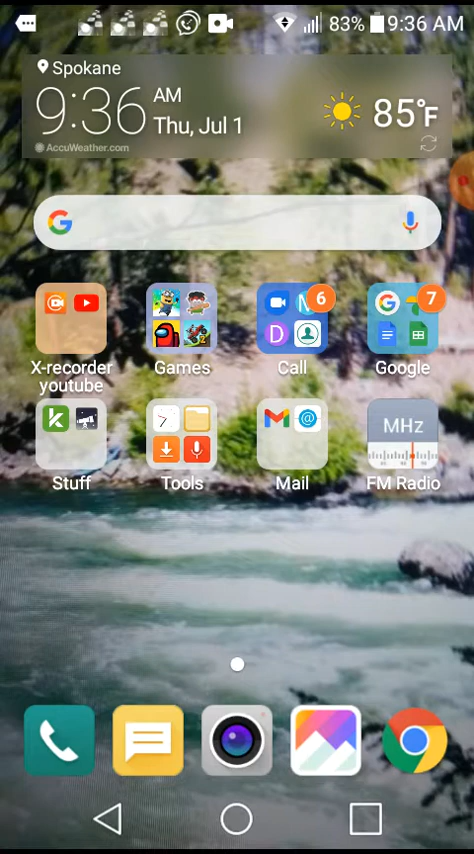 83% 9:36 AM
Spokane
9:36 AM
Thu, Jul 1
85°F
AccuWeather.com
6
7
X-recorder
youtube
Games
Call
Google
D
MHz
Stuff
Tools
Mail
FM Radio